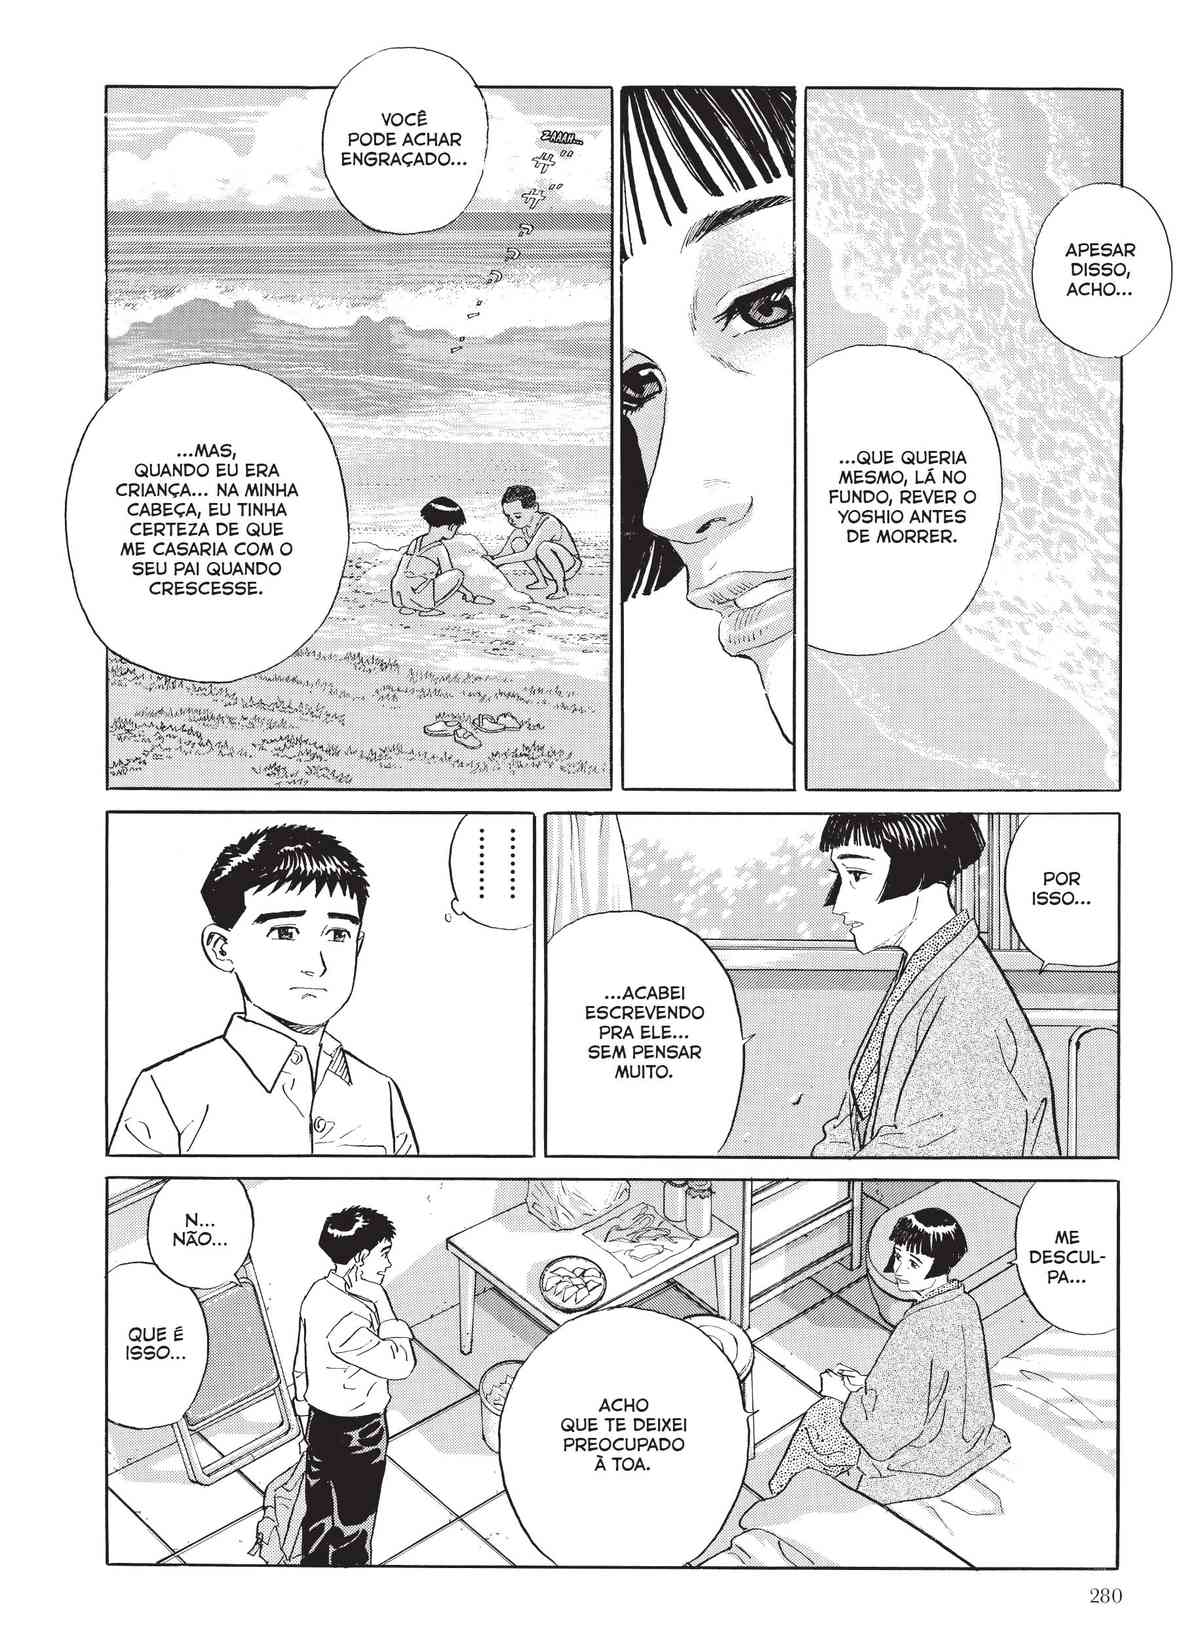 APESAR
DISSO,
ACHO...
...QUE QUERIA
MESMO, LÁ NO
FUNDO, REVER O
YOSHIO ANTES
DE MORRER.
VOCÊ
PODE ACHAR
ENGRAÇADO...
ZAAAH...
...MAS,
QUANDO EU ERA
CRIANÇA... NA MINHA
CABEÇA, EU TINHA
CERTEZA DE QUE
ME CASARIA COM O
SEU PAI QUANDO
CRESCESSE.
POR
ISSO...
...ACABEI
ESCREVENDO
PRA ELE...
SEM PENSAR
MUITO.
ME
DESCUL-
PA...
ACHO
QUE TE DEIXEI
PREOCUPADO
À TOA.
N...
NÃO...
QUE É
ISSO...
280